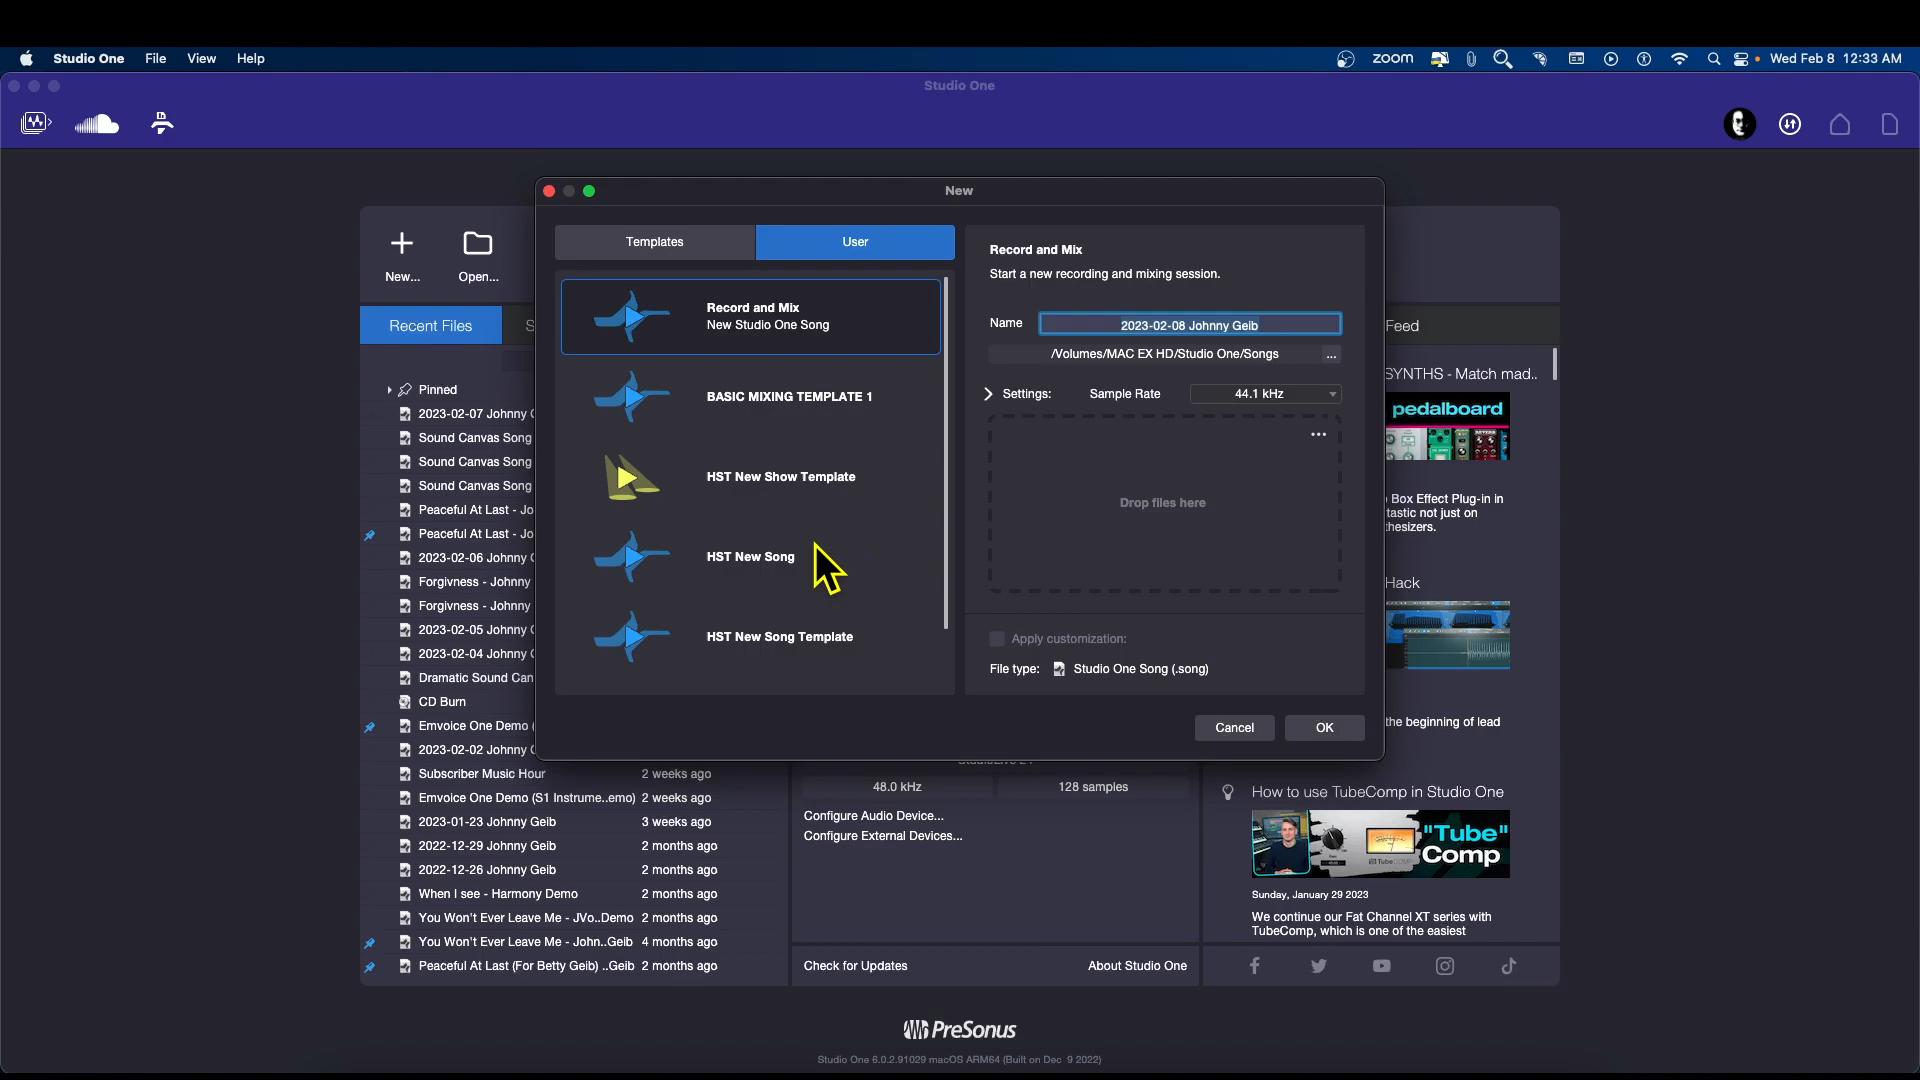 Studio One File View Help
zoom
Wed Feb 8 12:33 AM
Studio One
New...
Open...
Recent Files
S
Pinned
2023-02-07 Johnny
Sound Canvas Song
Sound Canvas Song
Sound Canvas Song
Peaceful At Last - Jo
Peaceful At Last - Jo
2023-02-06 Johnny
Forgivness - Johnny
Forgivness - Johnny
2023-02-05 Johnny
2023-02-04 Johnny
Dramatic Sound Can
CD Burn
Emvoice One Demo (
2023-02-02 Johnny
Subscriber Music Hour 2 weeks ago
Emvoice One Demo (S1 Instrume..emo) 2 weeks ago
2023-01-23 Johnny Geib 3 weeks ago
2022-12-29 Johnny Geib 2 months ago
2022-12-26 Johnny Geib 2 months ago
When I see - Harmony Demo 2 months ago
You Won't Ever Leave Me - JVo..Demo 2 months ago
You Won't Ever Leave Me - John..Geib 4 months ago
Peaceful At Last (For Betty Geib) ..Geib 2 months ago
New
Templates
User
Record and Mix
New Studio One Song
BASIC MIXING TEMPLATE 1
HST New Show Template
HST New Song
HST New Song Template
Record and Mix
Start a new recording and mixing session.
Name 2023-02-08 Johnny Geib
/Volumes/MAC EX HD/Studio One/Songs ...
Settings: Sample Rate 44.1 kHz
Drop files here
Apply customization:
File type: Studio One Song (.song)
Cancel
OK
48.0 kHz
128 samples
Configure Audio Device...
Configure External Devices...
Check for Updates
About Studio One
Feed
SYNTHS - Match mad..
pedalboard
Box Effect Plug-in in
tastic not just on
thesizers.
Hack
the beginning of lead
How to use TubeComp in Studio One
"Tube"
Comp
Sunday, January 29 2023
We continue our Fat Channel XT series with
TubeComp, which is one of the easiest
PreSonus
Studio One 6.0.2.91029 macOS ARM64 (Built on Dec 9 2022)